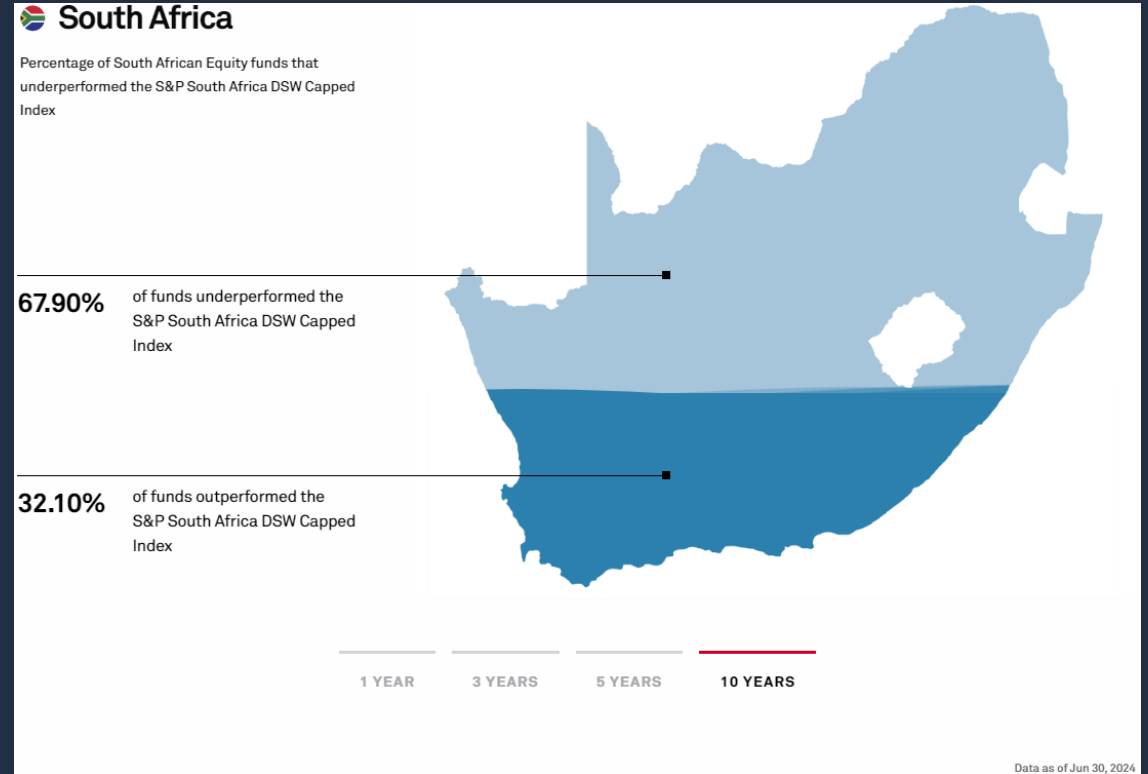 South Africa
Percentage of South African Equity funds that
underperformed the S&P South Africa DSW Capped
Index
67.90%
of funds underperformed the
S&P South Africa DSW Capped
Index
32.10%
of funds outperformed the
S&P South Africa DSW Capped
Index
1 YEAR
3 YEARS
5 YEARS
10 YEARS
Data as of Jun 30, 2024